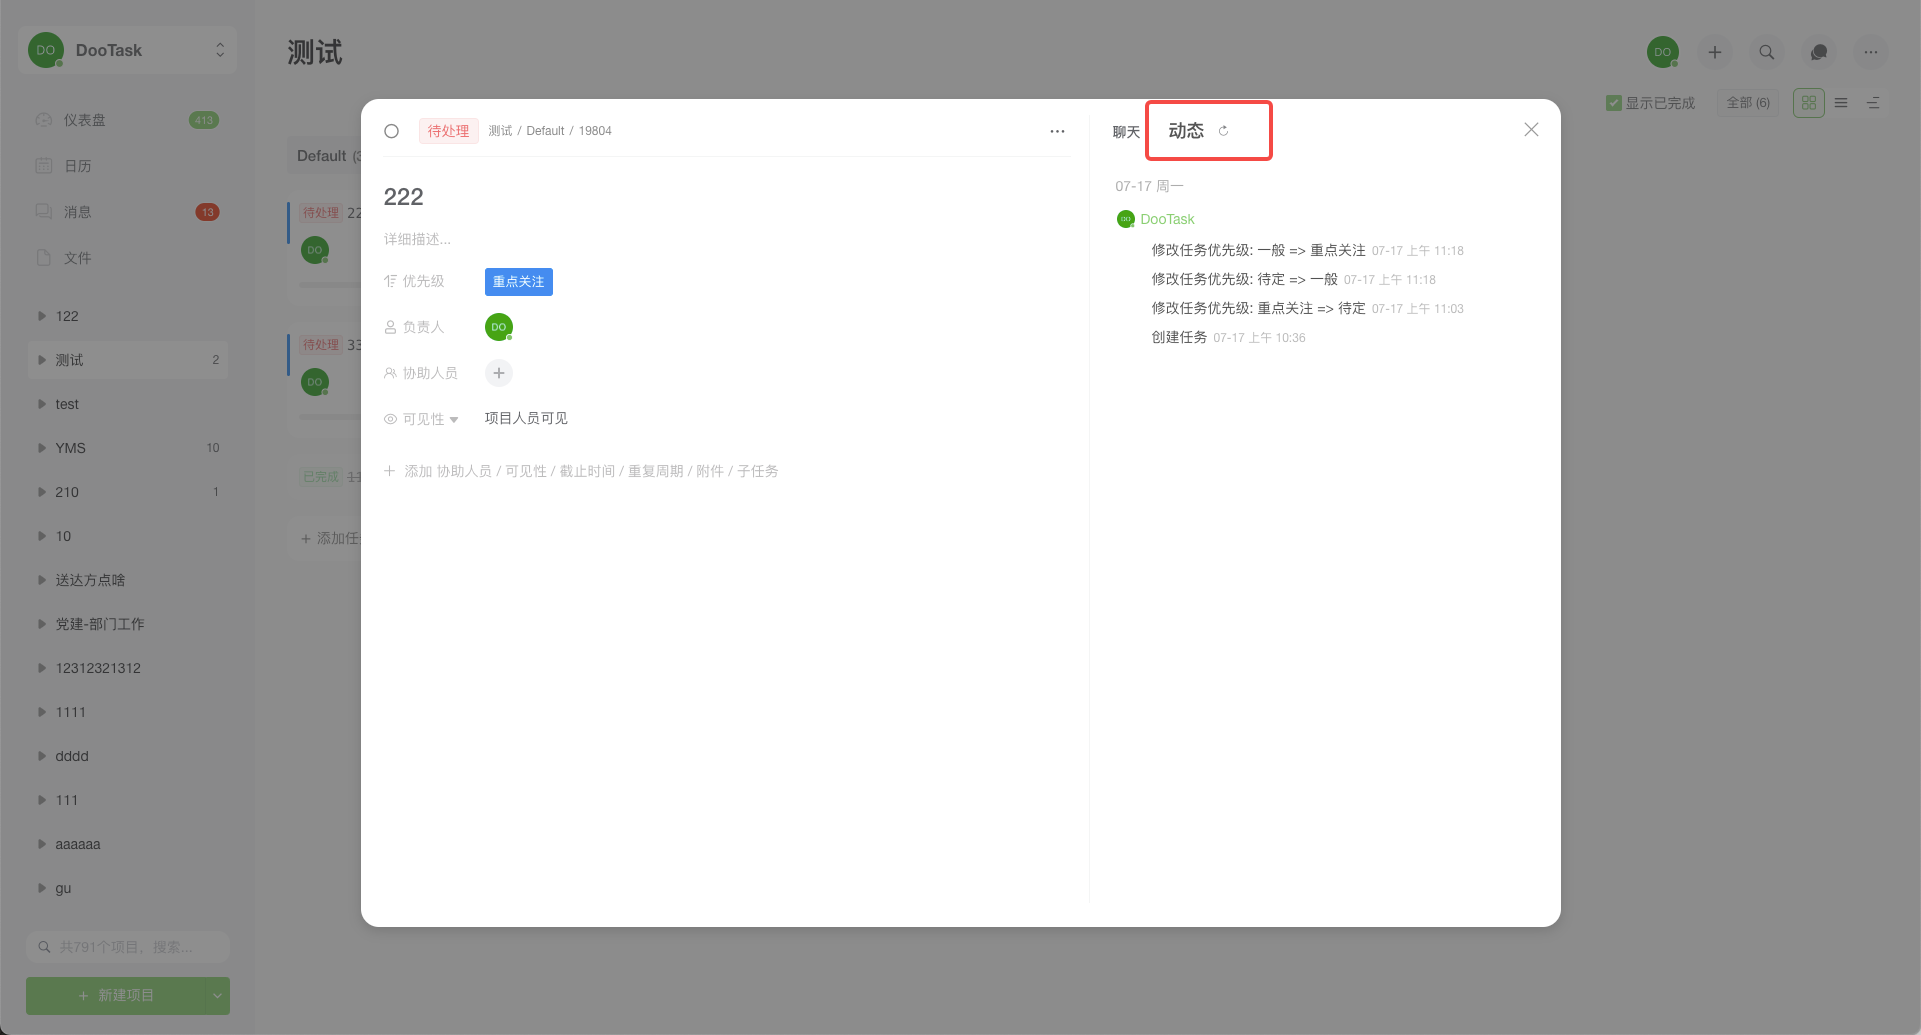 DO DooTask
仪表盘 413
日历
消息 13
文件
122
测试 2
test
YMS 10
210 1
10
送达方点啥
党建-部门工作
12312321312
1111
dddd
111
aaaaaa
gu
共791个项目，搜索...
+ 新建项目
测试
DO
显示已完成 全部 (6)
Default (3
待处理 22
DO
待处理 33
DO
已完成 11
+ 添加任
待处理 测试 / Default / 19804
222
详细描述...
优先级 重点关注
负责人 DO
协助人员
可见性 项目人员可见
+ 添加 协助人员 / 可见性 / 截止时间 / 重复周期 / 附件 / 子任务
聊天 动态
07-17 周一
DO DooTask
修改任务优先级: 一般 => 重点关注 07-17 上午 11:18
修改任务优先级: 待定 => 一般 07-17 上午 11:18
修改任务优先级: 重点关注 => 待定 07-17 上午 11:03
创建任务 07-17 上午 10:36